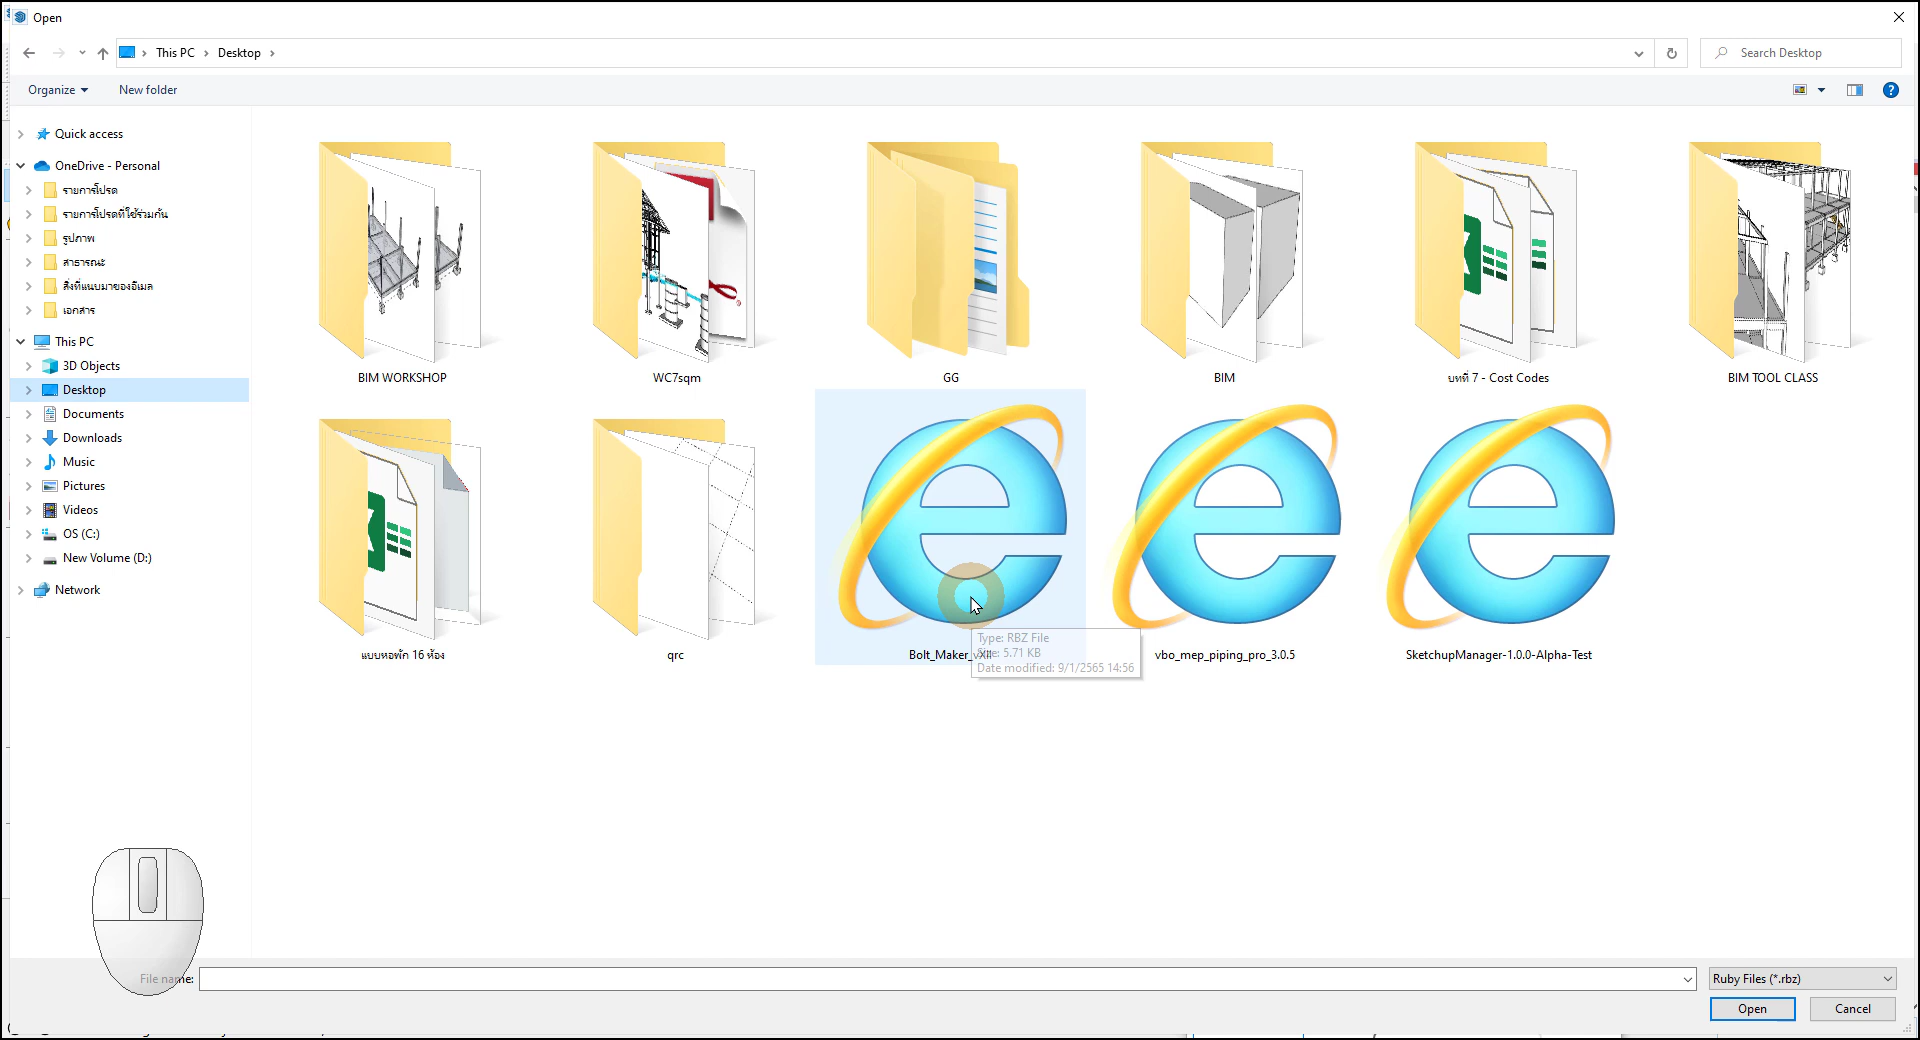 Open
This PC
Desktop
Search Desktop
Organize
New folder
Quick access
OneDrive - Personal
รายการโปรด
รายการโปรดที่ใช้ร่วมกัน
รูปภาพ
สาธารณะ
สิ่งที่แนบมาของอีเมล
เอกสาร
This PC
3D Objects
Desktop
Documents
Downloads
Music
Pictures
Videos
OS (C:)
New Volume (D:)
Network
BIM WORKSHOP
WC7sqm
GG
BIM
บทที่ 7 - Cost Codes
BIM TOOL CLASS
แบบหอพัก 16 ห้อง
qrc
Bolt_Maker_
vbo_mep_piping_pro_3.0.5
SketchupManager-1.0.0-Alpha-Test
Type: RBZ File
Size: 5.71 KB
Date modified: 9/1/2565 14:56
File name:
Ruby Files (*.rbz)
Open
Cancel